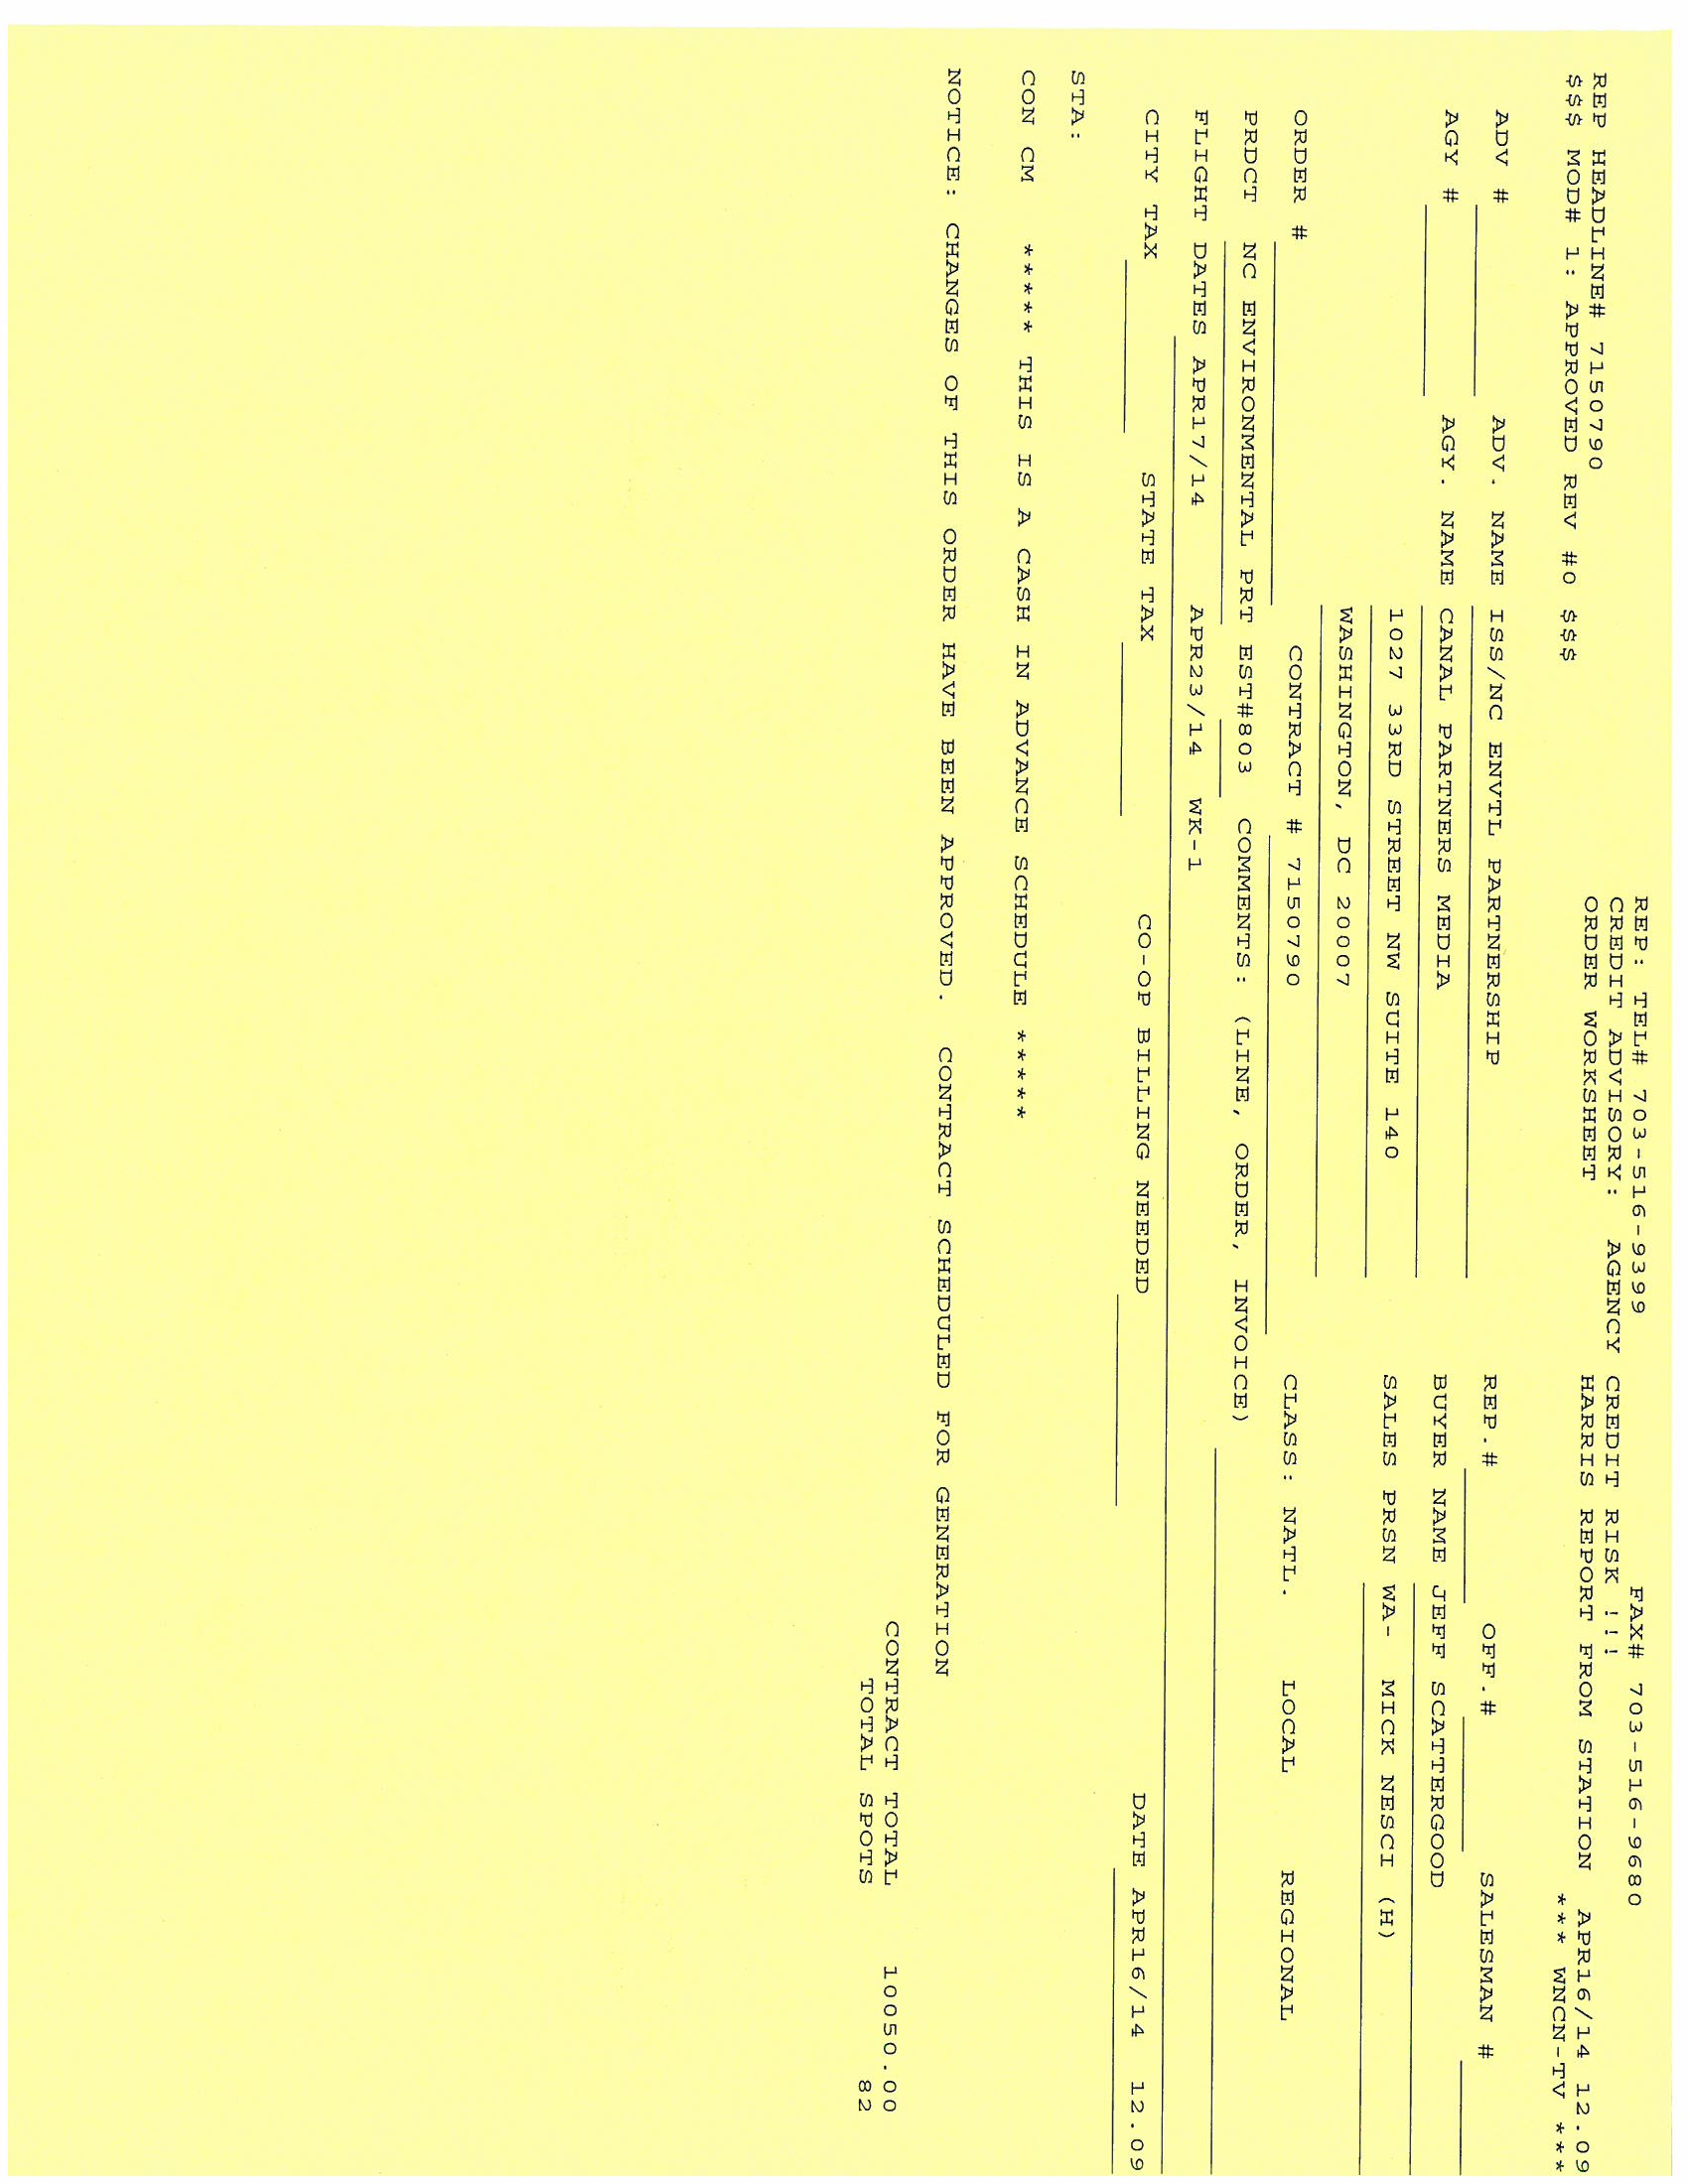 REP: TEL# 703-516-9399 FAX# 703-516-9680
CREDIT ADVISORY: AGENCY CREDIT RISK !!!
REP HEADLINE# 7150790 ORDER WORKSHEET HARRIS REPORT FROM STATION APR16/14 12.09
$$$ MOD# 1: APPROVED REV #0 $$$ *** WNCN-TV ***
ADV # ADV. NAME ISS/NC ENVTL PARTNERSHIP REP.# OFF.# SALESMAN #
AGY # AGY. NAME CANAL PARTNERS MEDIA BUYER NAME JEFF SCATTERGOOD
1027 33RD STREET NW SUITE 140 SALES PRSN WA- MICK NESCI (H)
WASHINGTON, DC 20007
ORDER # CONTRACT # 7150790 CLASS: NATL. LOCAL REGIONAL
PRDCT NC ENVIRONMENTAL PRT EST#803 COMMENTS: (LINE, ORDER, INVOICE)
FLIGHT DATES APR17/14 APR23/14 WK-1
CITY TAX STATE TAX CO-OP BILLING NEEDED DATE APR16/14 12.09
STA:
CON CM ***** THIS IS A CASH IN ADVANCE SCHEDULE *****
NOTICE: CHANGES OF THIS ORDER HAVE BEEN APPROVED. CONTRACT SCHEDULED FOR GENERATION
CONTRACT TOTAL 10050.00
TOTAL SPOTS 82